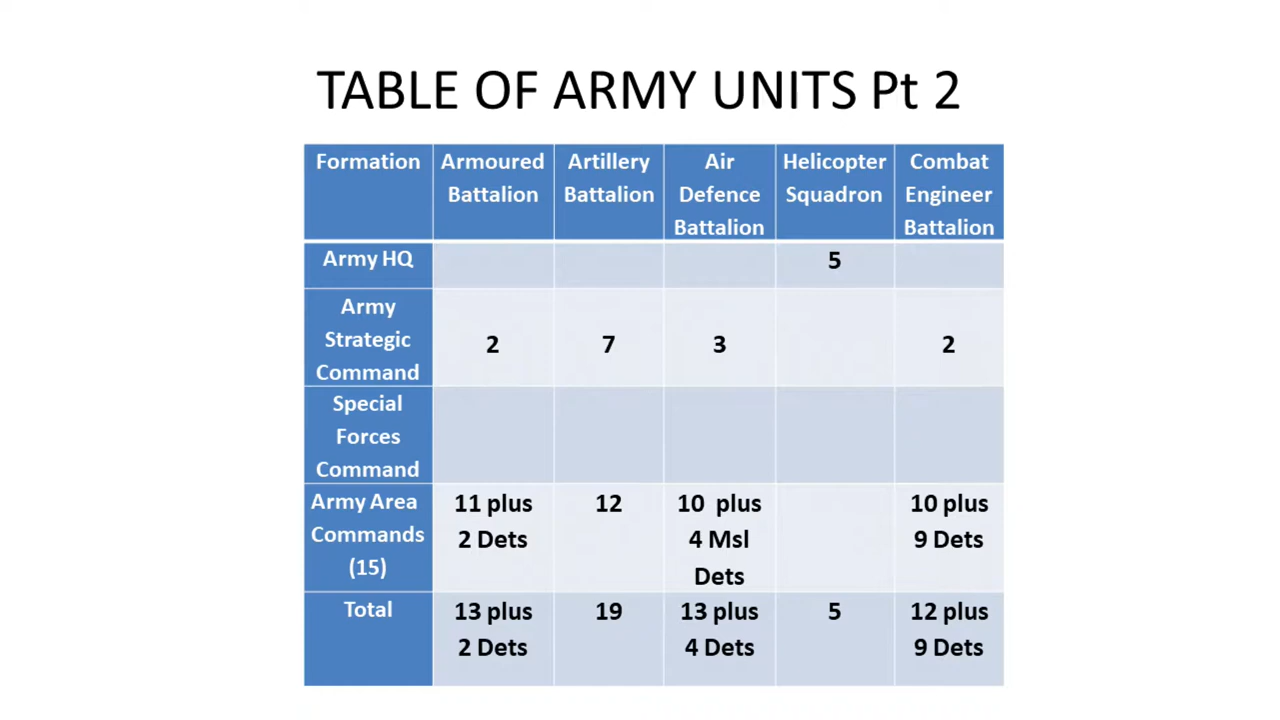 TABLE OF ARMY UNITS Pt 2
Formation
Armoured
Battalion
Artillery
Battalion
Air
Defence
Battalion
Helicopter
Squadron
Combat
Engineer
Battalion
Army HQ
5
Army
Strategic
Command
2
7
3
2
Special
Forces
Command
Army Area
Commands
(15)
11 plus
2 Dets
12
10 plus
4 Msl
Dets
10 plus
9 Dets
Total
13 plus
2 Dets
19
13 plus
4 Dets
5
12 plus
9 Dets